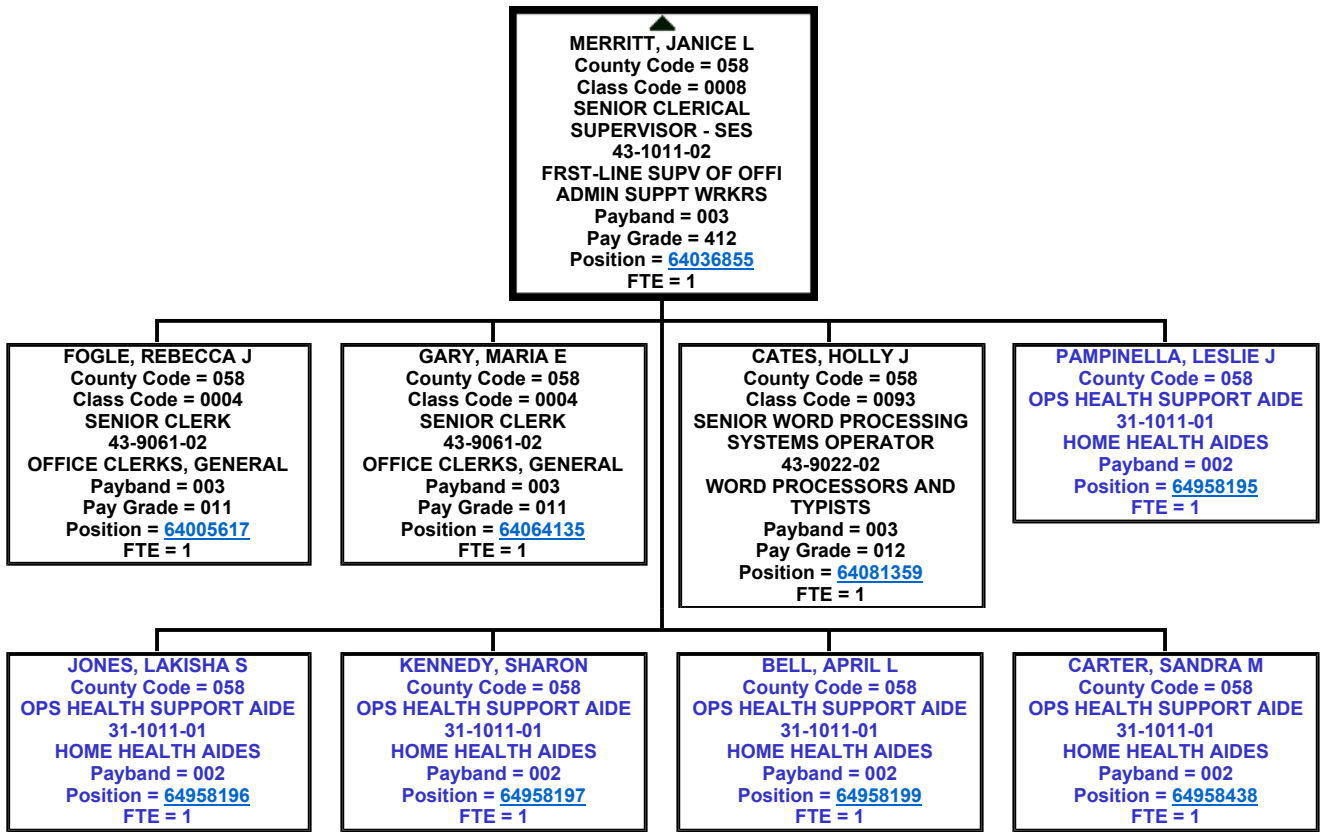 MERRITT, JANICE L
County Code = 058
Class Code = 0008
SENIOR CLERICAL
SUPERVISOR - SES
43-1011-02
FRST-LINE SUPV OF OFFI
ADMIN SUPPT WRKRS
Payband = 003
Pay Grade = 412
Position = 64036855
FTE = 1
FOGLE, REBECCA J
County Code = 058
Class Code = 0004
SENIOR CLERK
43-9061-02
OFFICE CLERKS, GENERAL
Payband = 003
Pay Grade = 011
Position = 64005617
FTE = 1
GARY, MARIA E
County Code = 058
Class Code = 0004
SENIOR CLERK
43-9061-02
OFFICE CLERKS, GENERAL
Payband = 003
Pay Grade = 011
Position = 64064135
FTE = 1
CATES, HOLLY J
County Code = 058
Class Code = 0093
SENIOR WORD PROCESSING
SYSTEMS OPERATOR
43-9022-02
WORD PROCESSORS AND
TYPISTS
Payband = 003
Pay Grade = 012
Position = 64081359
FTE = 1
PAMPINELLA, LESLIE J
County Code = 058
OPS HEALTH SUPPORT AIDE
31-1011-01
HOME HEALTH AIDES
Payband = 002
Position = 64958195
FTE = 1
JONES, LAKISHA S
County Code = 058
OPS HEALTH SUPPORT AIDE
31-1011-01
HOME HEALTH AIDES
Payband = 002
Position = 64958196
FTE = 1
KENNEDY, SHARON
County Code = 058
OPS HEALTH SUPPORT AIDE
31-1011-01
HOME HEALTH AIDES
Payband = 002
Position = 64958197
FTE = 1
BELL, APRIL L
County Code = 058
OPS HEALTH SUPPORT AIDE
31-1011-01
HOME HEALTH AIDES
Payband = 002
Position = 64958199
FTE = 1
CARTER, SANDRA M
County Code = 058
OPS HEALTH SUPPORT AIDE
31-1011-01
HOME HEALTH AIDES
Payband = 002
Position = 64958438
FTE = 1